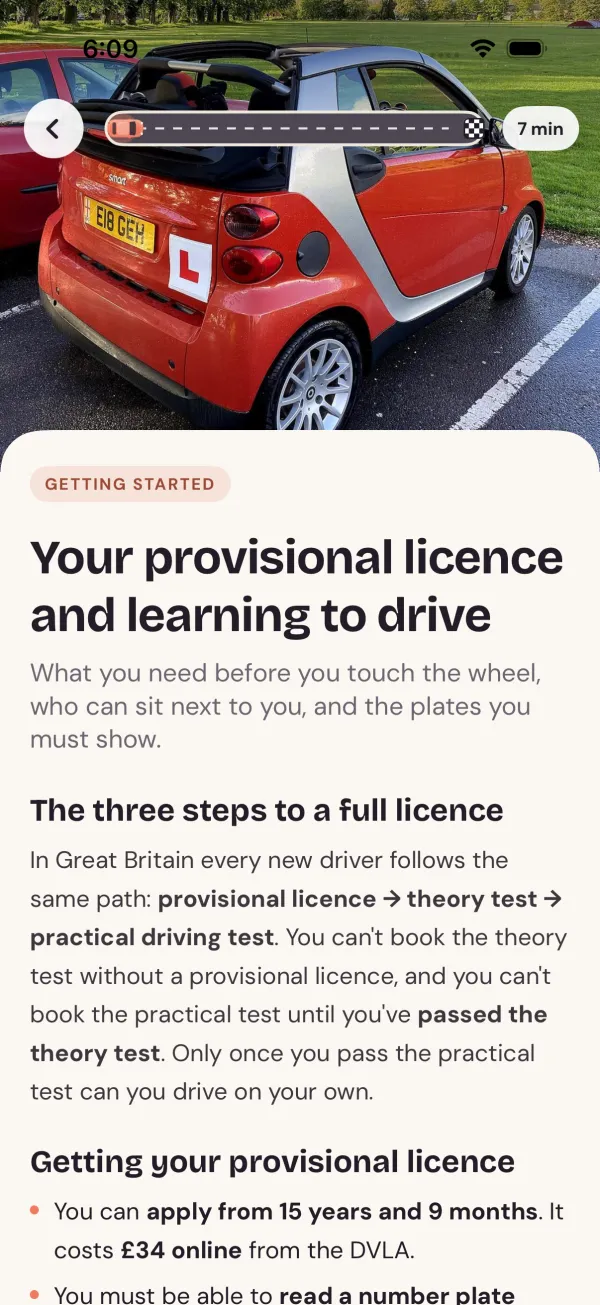 6:09
7 min
smart
E18 GEH
L
GETTING STARTED
Your provisional licence
and learning to drive
What you need before you touch the wheel,
who can sit next to you, and the plates you
must show.
The three steps to a full licence
In Great Britain every new driver follows the
same path: provisional licence → theory test →
practical driving test. You can't book the theory
test without a provisional licence, and you can't
book the practical test until you've passed the
theory test. Only once you pass the practical
test can you drive on your own.
Getting your provisional licence
• You can apply from 15 years and 9 months. It
costs £34 online from the DVLA.
• You must be able to read a number plate